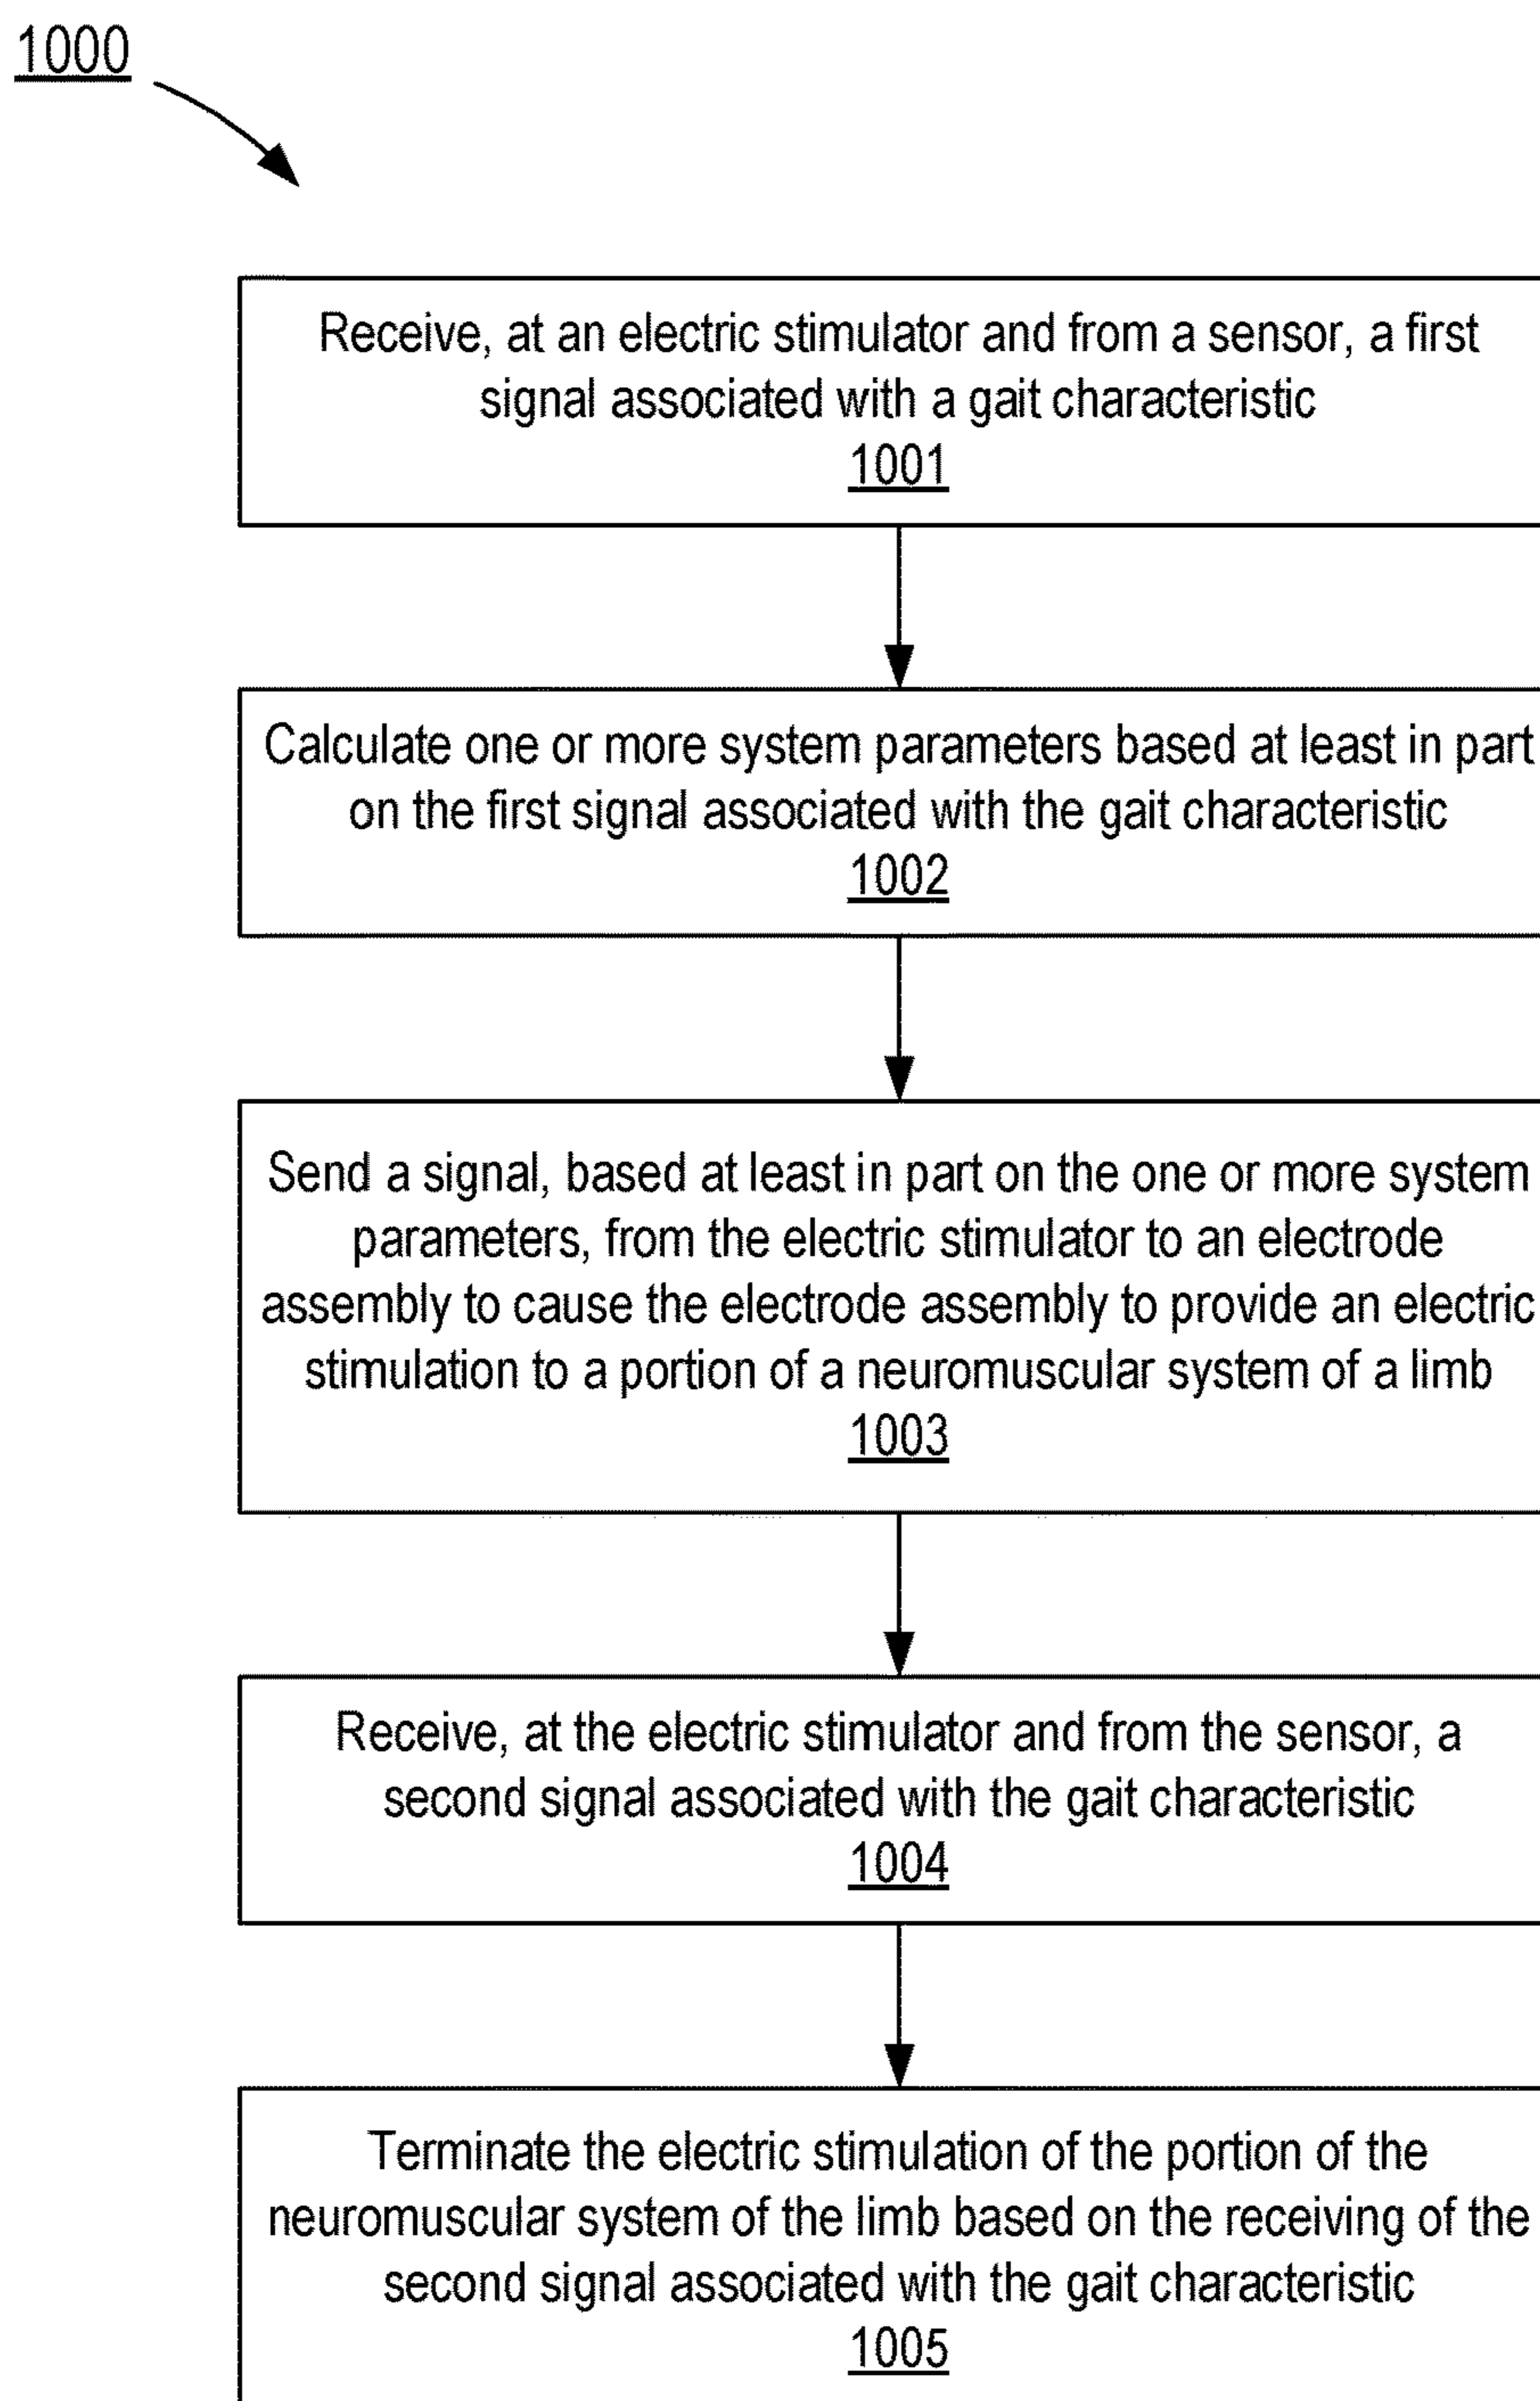 1000
Receive, at an electric stimulator and from a sensor, a first
signal associated with a gait characteristic
1001
Calculate one or more system parameters based at least in part
on the first signal associated with the gait characteristic
1002
Send a signal, based at least in part on the one or more system
parameters, from the electric stimulator to an electrode
assembly to cause the electrode assembly to provide an electric
stimulation to a portion of a neuromuscular system of a limb
1003
Receive, at the electric stimulator and from the sensor, a
second signal associated with the gait characteristic
1004
Terminate the electric stimulation of the portion of the
neuromuscular system of the limb based on the receiving of the
second signal associated with the gait characteristic
1005